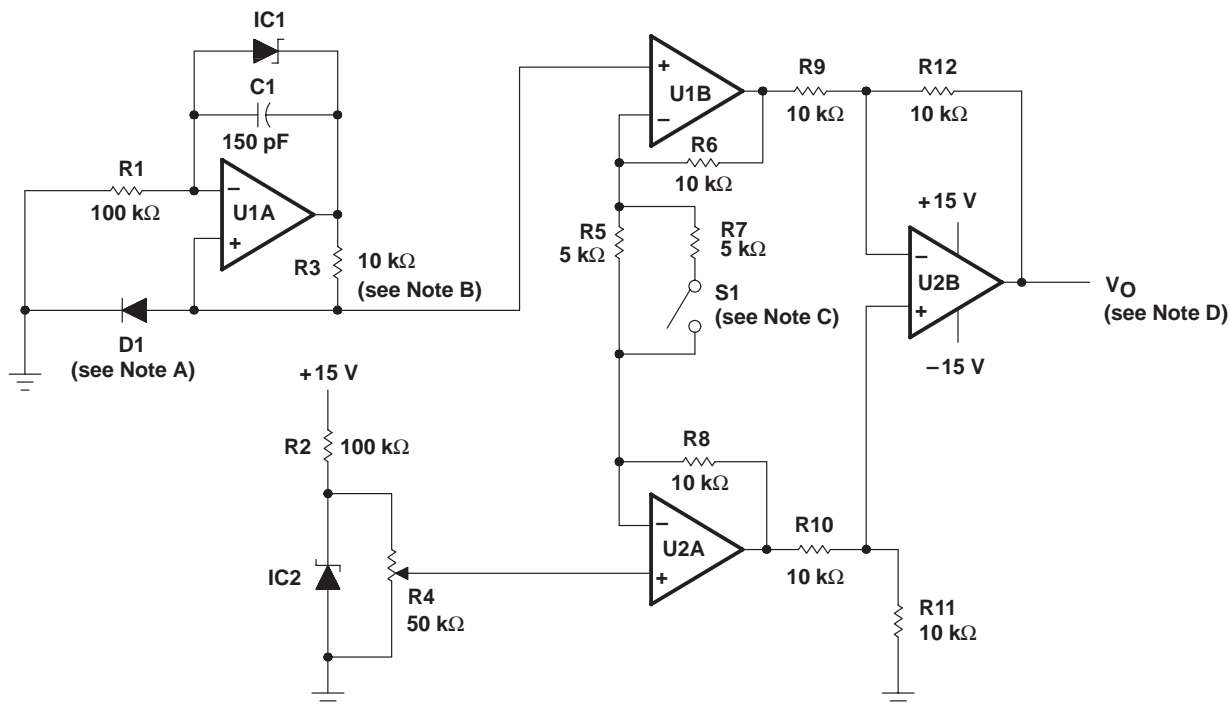 IC1
C1
150 pF
R1
100 kΩ
−
U1A
+
R3
10 kΩ
(see Note B)
D1
(see Note A)
+15 V
R2
100 kΩ
IC2
R4
50 kΩ
+
U1B
−
R6
10 kΩ
R5
5 kΩ
R7
5 kΩ
S1
(see Note C)
R8
10 kΩ
−
U2A
+
R9
10 kΩ
R12
10 kΩ
+15 V
−
U2B
+
−15 V
VO
(see Note D)
R10
10 kΩ
R11
10 kΩ